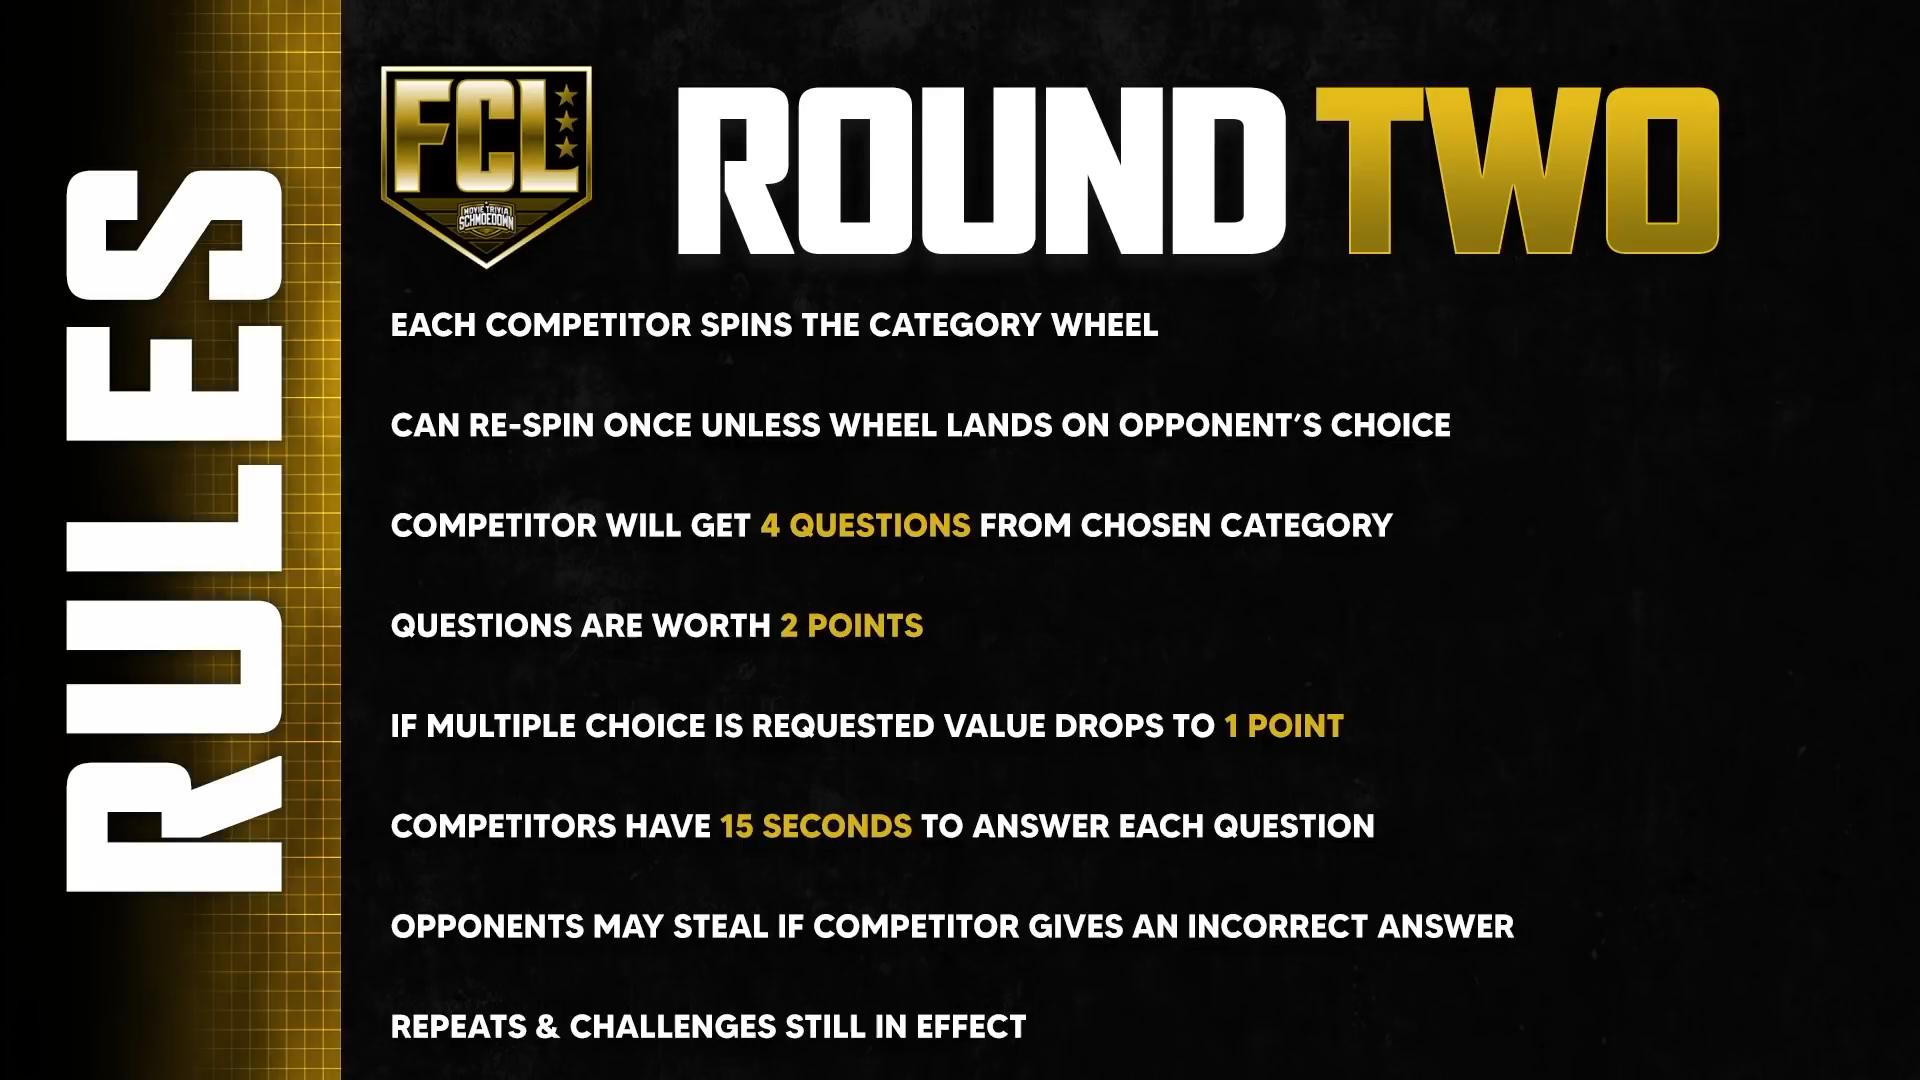 RULES
FCL
MOVIE TRIVIA
SCHMOEDOWN
ROUND TWO
EACH COMPETITOR SPINS THE CATEGORY WHEEL
CAN RE-SPIN ONCE UNLESS WHEEL LANDS ON OPPONENT'S CHOICE
COMPETITOR WILL GET 4 QUESTIONS FROM CHOSEN CATEGORY
QUESTIONS ARE WORTH 2 POINTS
IF MULTIPLE CHOICE IS REQUESTED VALUE DROPS TO 1 POINT
COMPETITORS HAVE 15 SECONDS TO ANSWER EACH QUESTION
OPPONENTS MAY STEAL IF COMPETITOR GIVES AN INCORRECT ANSWER
REPEATS & CHALLENGES STILL IN EFFECT